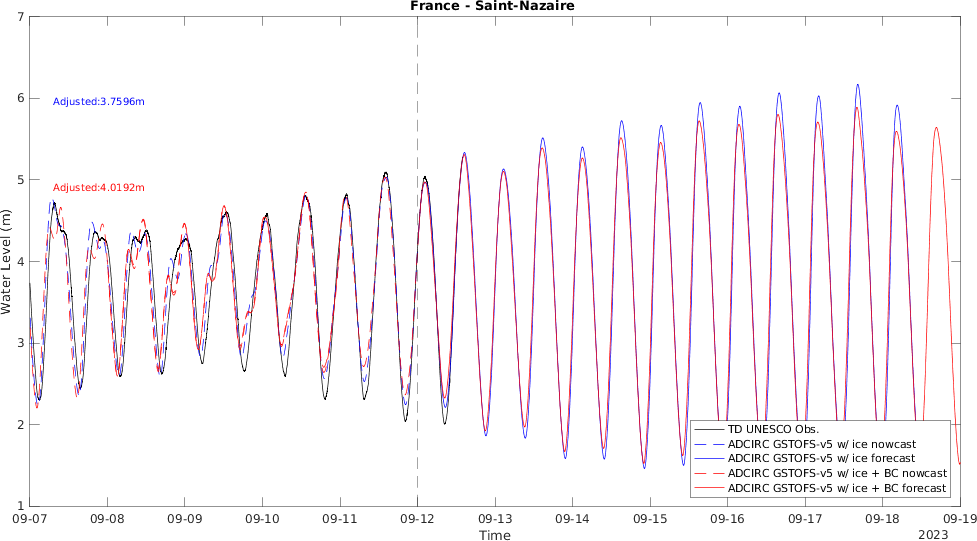 France - Saint-Nazaire
7
6
5
4
3
2
1
Water Level (m)
Adjusted:3.7596m
Adjusted:4.0192m
TD UNESCO Obs.
ADCIRC GSTOFS-v5 w/ ice nowcast
ADCIRC GSTOFS-v5 w/ ice forecast
ADCIRC GSTOFS-v5 w/ ice + BC nowcast
ADCIRC GSTOFS-v5 w/ ice + BC forecast
09-07 09-08 09-09 09-10 09-11 09-12 09-13 09-14 09-15 09-16 09-17 09-18 09-19
Time
2023